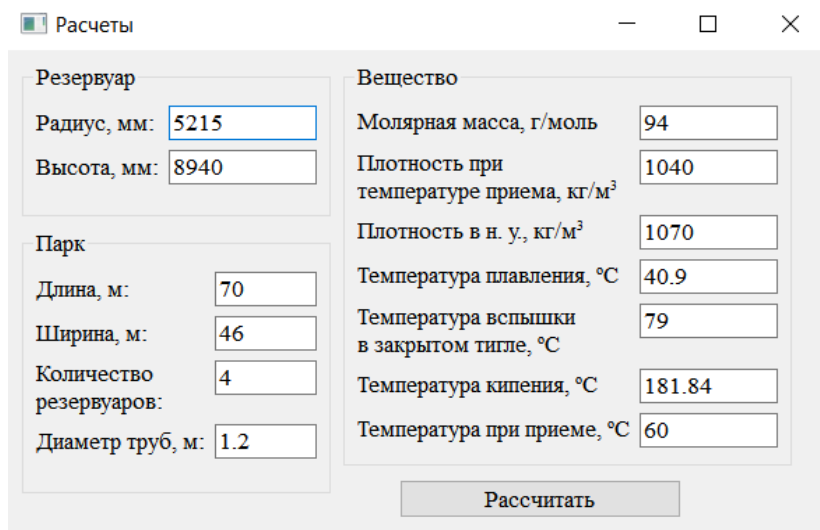 Расчеты
Резервуар
Радиус, мм: 5215
Высота, мм: 8940
Парк
Длина, м: 70
Ширина, м: 46
Количество
резервуаров: 4
Диаметр труб, м: 1.2
Вещество
Молярная масса, г/моль 94
Плотность при
температуре приема, кг/м³ 1040
Плотность в н. у., кг/м³ 1070
Температура плавления, °С 40.9
Температура вспышки
в закрытом тигле, °С 79
Температура кипения, °С 181.84
Температура при приеме, °С 60
Рассчитать